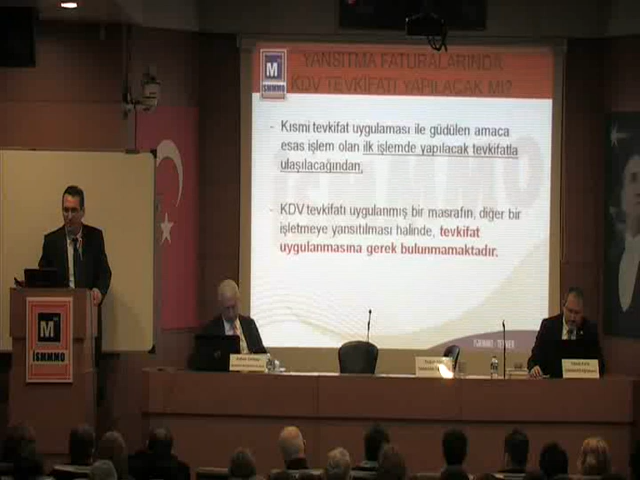 YANSITMA FATURALARINDA
KDV TEVKİFATI YAPILACAK MI?
M
İSMMMO
- Kısmi tevkifat uygulaması ile güdülen amaca
esas işlem olan ilk işlemde yapılacak tevkifatla
ulaşılacağından,
- KDV tevkifatı uygulanmış bir masrafın, diğer bir
işletmeye yansıtılması halinde, tevkifat
uygulanmasına gerek bulunmamaktadır.
M
İSMMMO